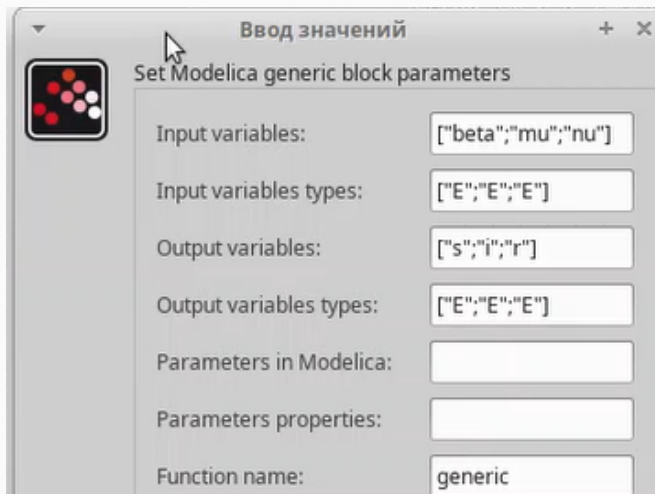 Ввод значений
Set Modelica generic block parameters
Input variables: ["beta";"mu";"nu"]
Input variables types: ["E";"E";"E"]
Output variables: ["s";"i";"r"]
Output variables types: ["E";"E";"E"]
Parameters in Modelica:
Parameters properties:
Function name: generic